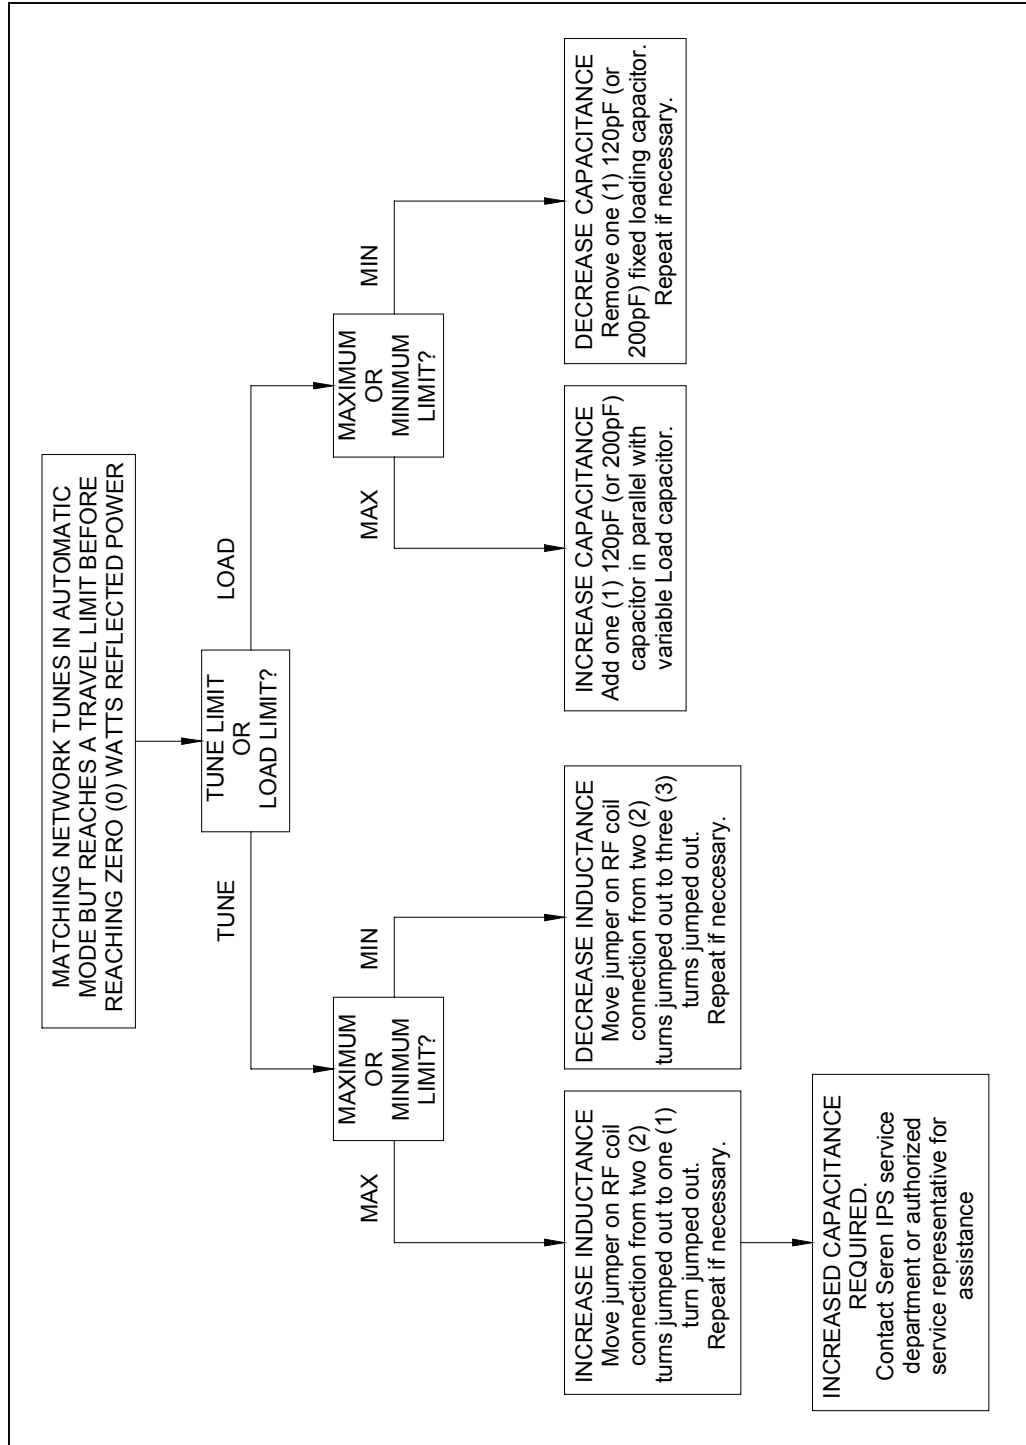 MATCHING NETWORK TUNES IN AUTOMATIC
MODE BUT REACHES A TRAVEL LIMIT BEFORE
REACHING ZERO (0) WATTS REFLECTED POWER
TUNE LIMIT
OR
LOAD LIMIT?
TUNE
LOAD
MAXIMUM
OR
MINIMUM
LIMIT?
MAX
MIN
MAXIMUM
OR
MINIMUM
LIMIT?
MAX
MIN
INCREASE INDUCTANCE
Move jumper on RF coil
connection from two (2)
turns jumped out to one (1)
turn jumped out.
Repeat if necessary.
DECREASE INDUCTANCE
Move jumper on RF coil
connection from two (2)
turns jumped out to three (3)
turns jumped out.
Repeat if neccesary.
INCREASE CAPACITANCE
Add one (1) 120pF (or 200pF)
capacitor in parallel with
variable Load capacitor.
DECREASE CAPACITANCE
Remove one (1) 120pF (or
200pF) fixed loading capacitor.
Repeat if necessary.
INCREASED CAPACITANCE
REQUIRED.
Contact Seren IPS service
department or authorized
service representative for
assistance